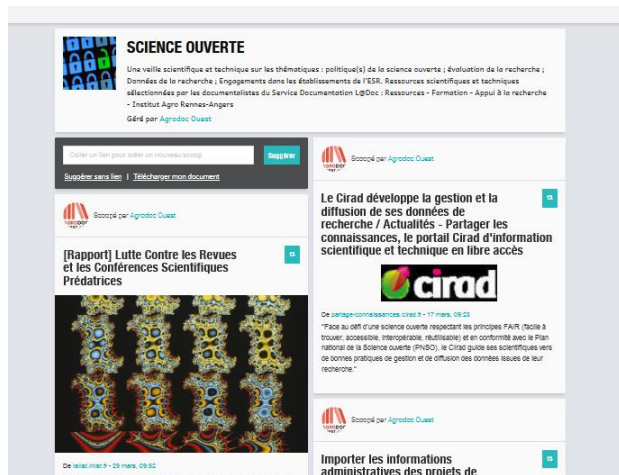 SCIENCE OUVERTE
Une veille scientifique et technique sur les thématiques : politique(s) de la science ouverte ; évaluation de la recherche ;
Données de la recherche ; Engagements dans les établissements de l'ESR. Ressources scientifiques et techniques
sélectionnées par les documentalistes du Service Documentation L@Doc : Ressources - Formation - Appui à la recherche
- Institut Agro Rennes-Angers
Géré par Agrodoc Ouest
Coller un lien pour créer un nouveau scoop
Suggérer
Suggérer sans lien | Télécharger mon document
Scoopé par Agrodoc Ouest
[Rapport] Lutte Contre les Revues
et les Conférences Scientifiques
Prédatrices
De iallat.inist.fr - 29 mars, 09:52
Scoopé par Agrodoc Ouest
Le Cirad développe la gestion et la
diffusion de ses données de
recherche / Actualités - Partager les
connaissances, le portail Cirad d'information
scientifique et technique en libre accès
cirad
De partage-connaissances.cirad.fr - 17 mars, 09:28
"Face au défi d'une science ouverte respectant les principes FAIR (facile à
trouver, accessible, interopérable, réutilisable) et en conformité avec le Plan
national de la Science ouverte (PNSO), le Cirad guide ses scientifiques vers
de bonnes pratiques de gestion et de diffusion des données issues de leur
recherche."
Scoopé par Agrodoc Ouest
Importer les informations
administratives des projets de